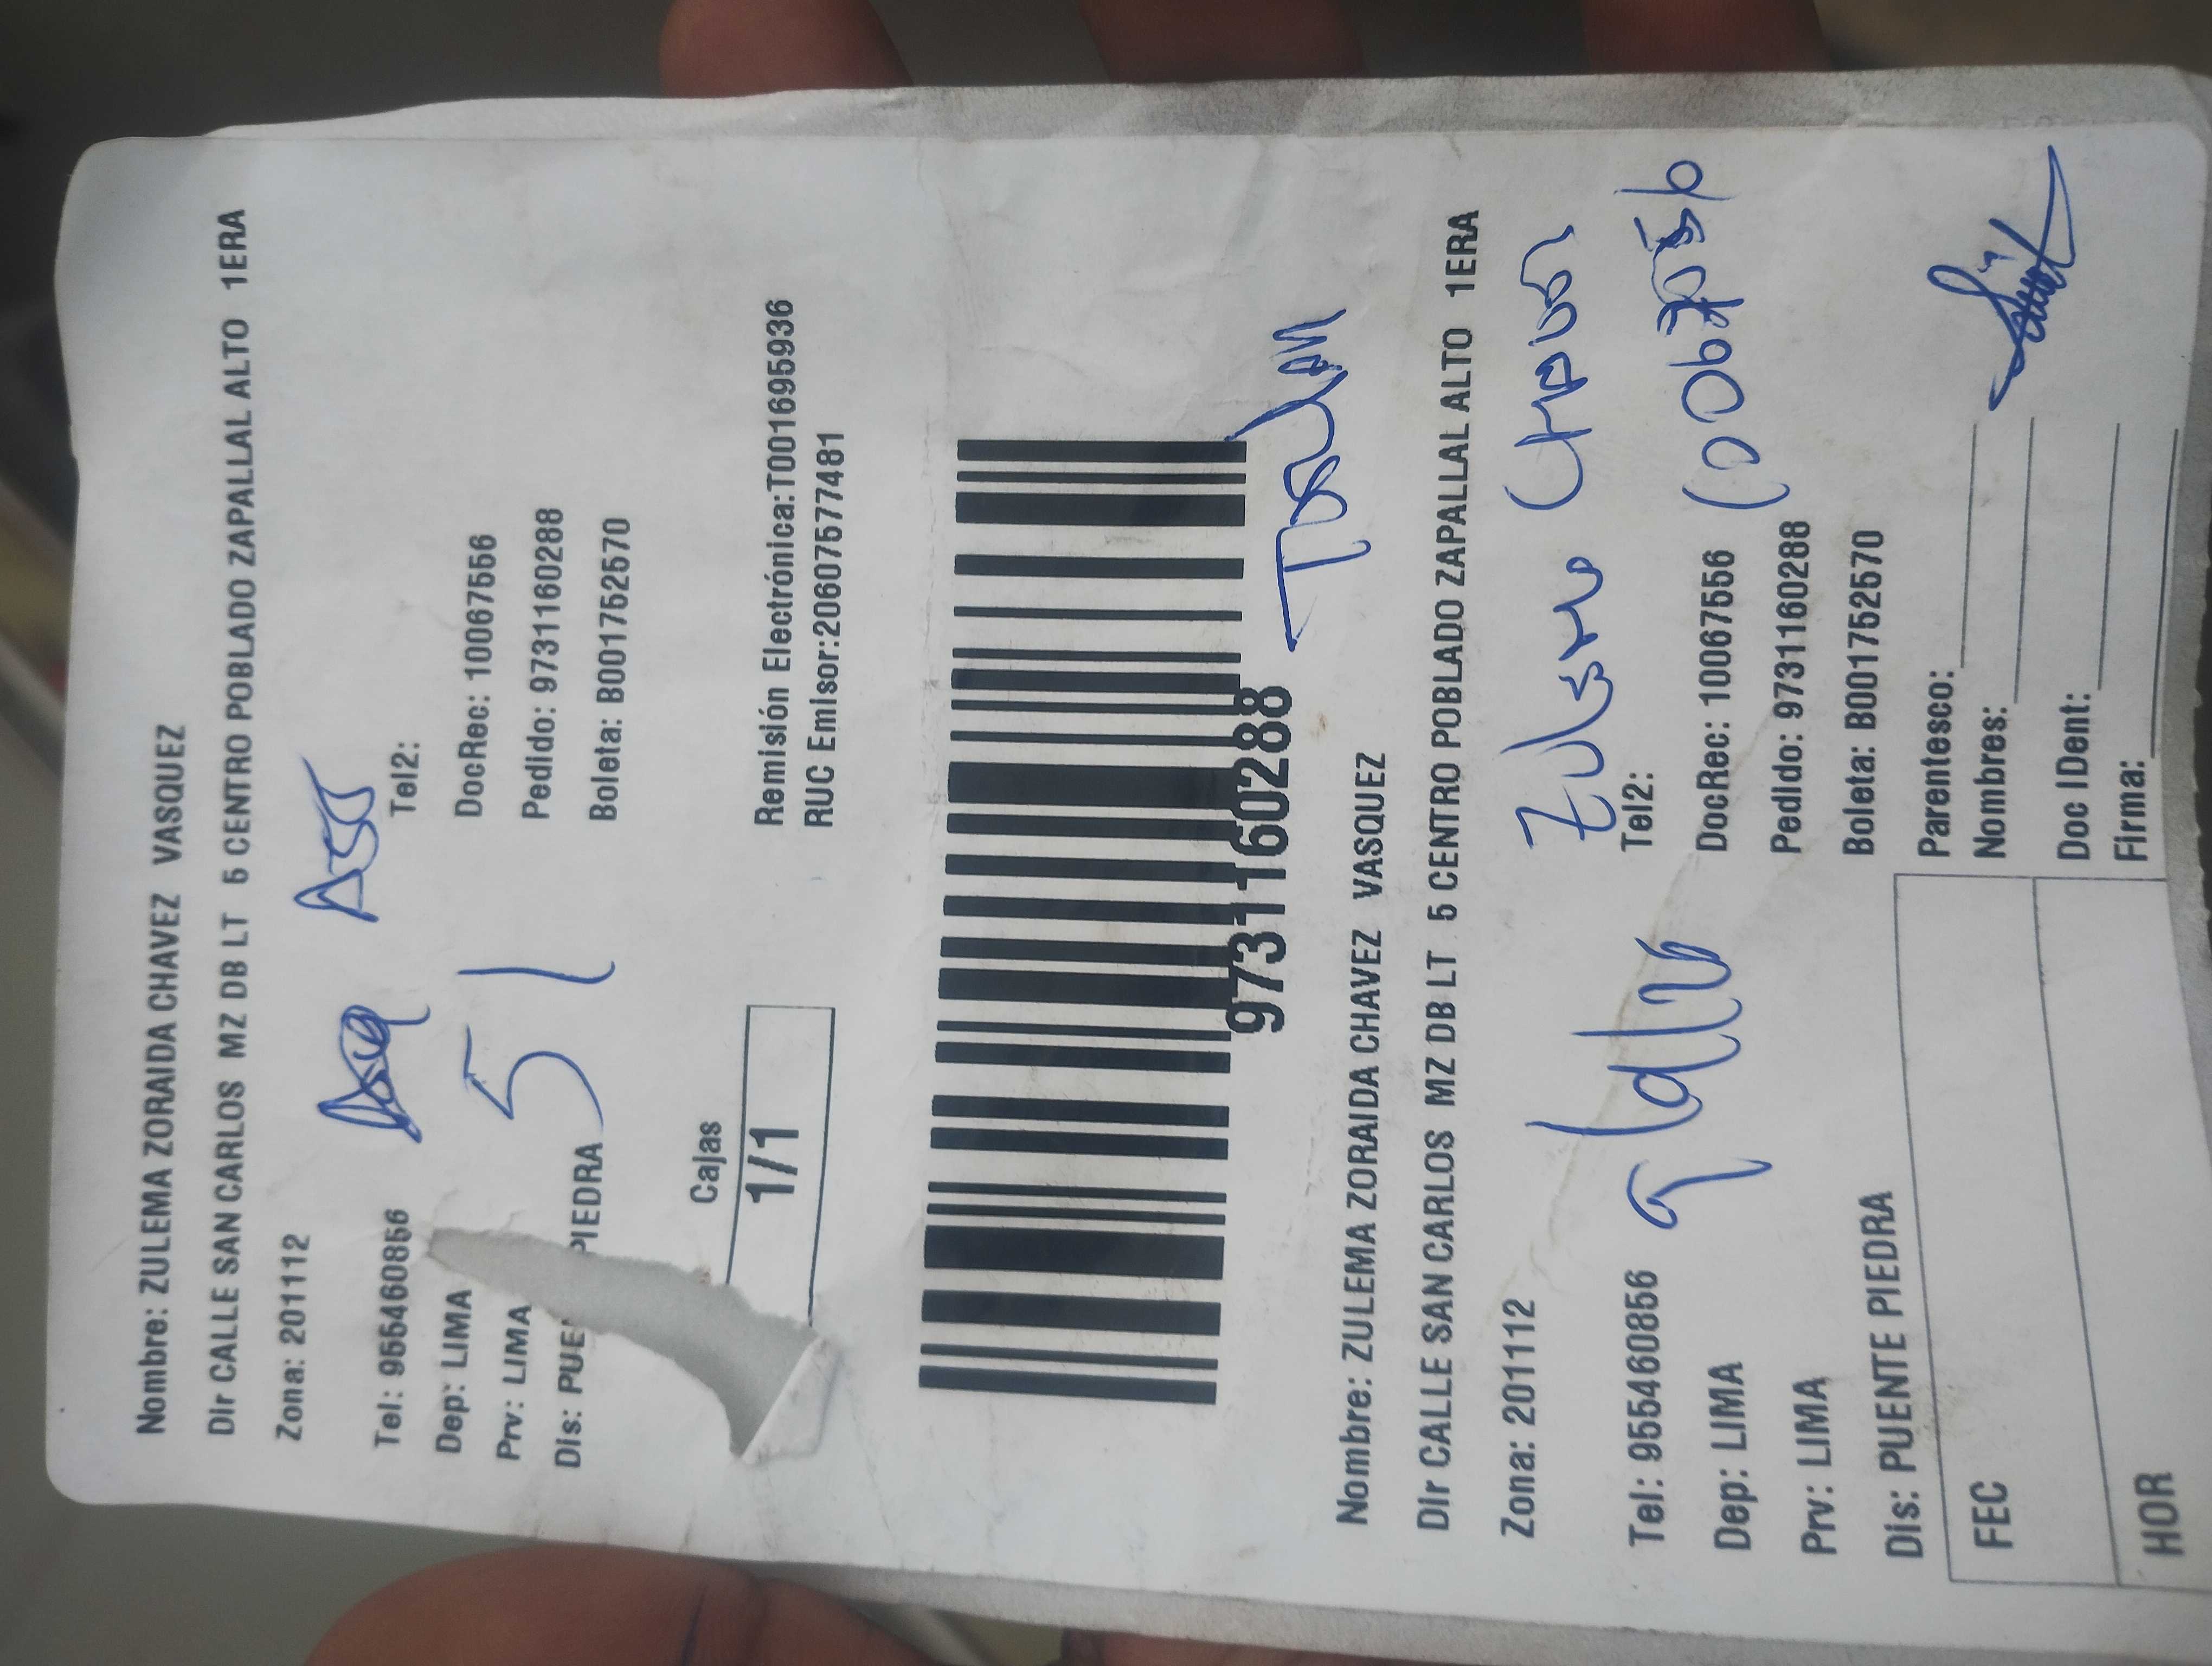 Nombre: ZULEMA ZORAIDA CHAVEZ VASQUEZ
Dir CALLE SAN CARLOS MZ DB LT 5 CENTRO POBLADO ZAPALLAL ALTO 1ERA
Zona: 201112
Tel: 955460856 Tel2:
Dep: LIMA DocRec: 10067556
51
Prv: LIMA Pedido: 9731160288
Dis: PUE PIEDRA Boleta: B001752570
Cajas
1/1
Remisión Electrónica:T001695936
RUC Emisor:20607577481
9731160288
Nombre: ZULEMA ZORAIDA CHAVEZ VASQUEZ
Dir CALLE SAN CARLOS MZ DB LT 5 CENTRO POBLADO ZAPALLAL ALTO 1ERA
Zona: 201112
Zulema Chavez
Tel: 955460856 Tel2:
Dep: LIMA DocRec: 10067556
Prv: LIMA Pedido: 9731160288
Dis: PUENTE PIEDRA Boleta: B001752570
FEC Parentesco:
Nombres:
HOR Doc IDent:
Firma: